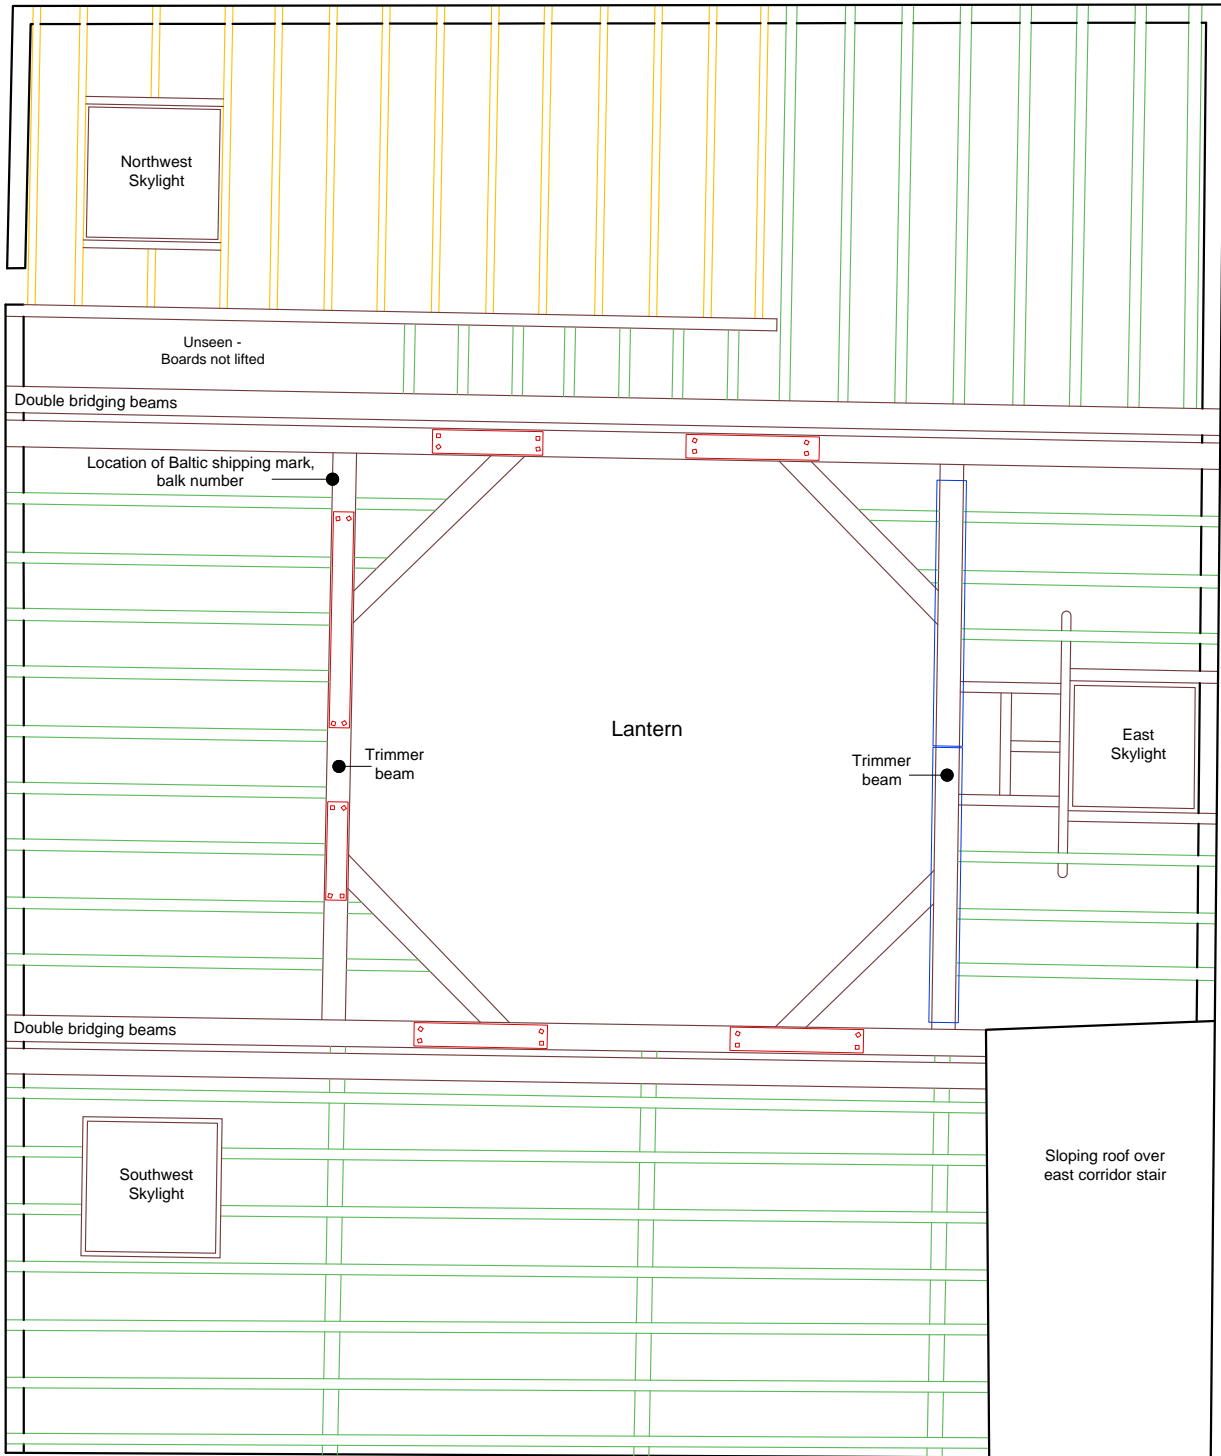 Northwest
Skylight
Unseen -
Boards not lifted
Double bridging beams
Location of Baltic shipping mark,
balk number
Lantern
Trimmer
beam
Trimmer
beam
East
Skylight
Double bridging beams
Southwest
Skylight
Sloping roof over
east corridor stair